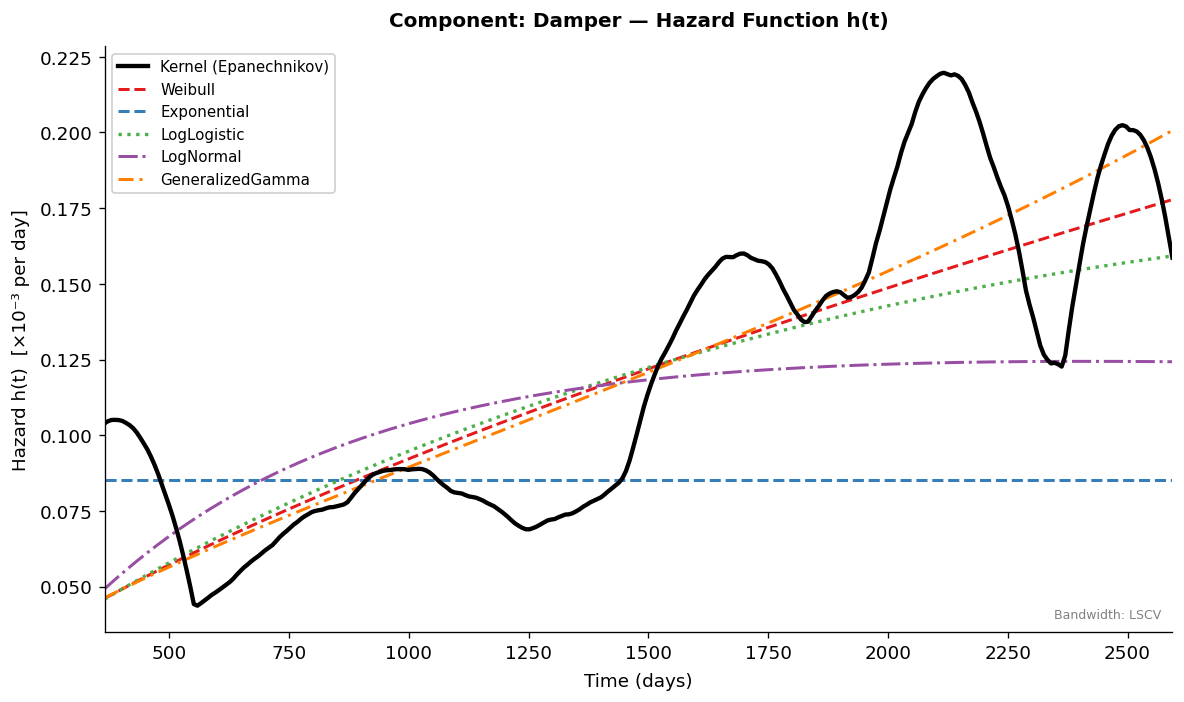 Component: Damper — Hazard Function h(t)
Kernel (Epanechnikov)
Weibull
Exponential
LogLogistic
LogNormal
GeneralizedGamma
Hazard h(t) [×10⁻³ per day]
0.225
0.200
0.175
0.150
0.125
0.100
0.075
0.050
Bandwidth: LSCV
500 750 1000 1250 1500 1750 2000 2250 2500
Time (days)